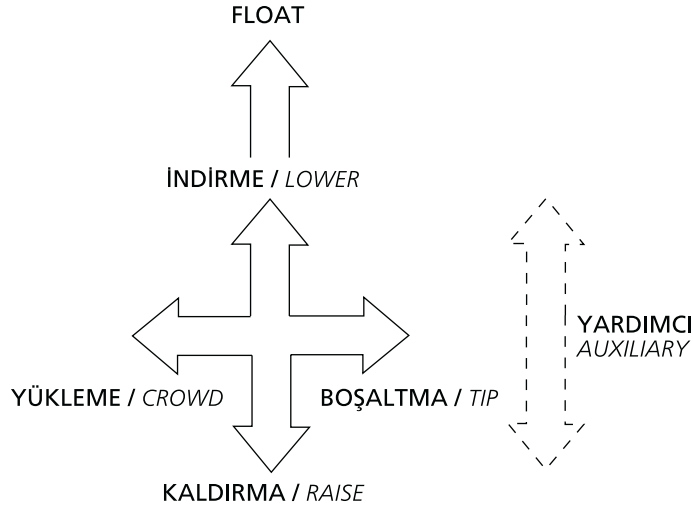 FLOAT
İNDİRME / LOWER
YARDIMCI
AUXILIARY
YÜKLEME / CROWD
BOŞALTMA / TIP
KALDIRMA / RAISE